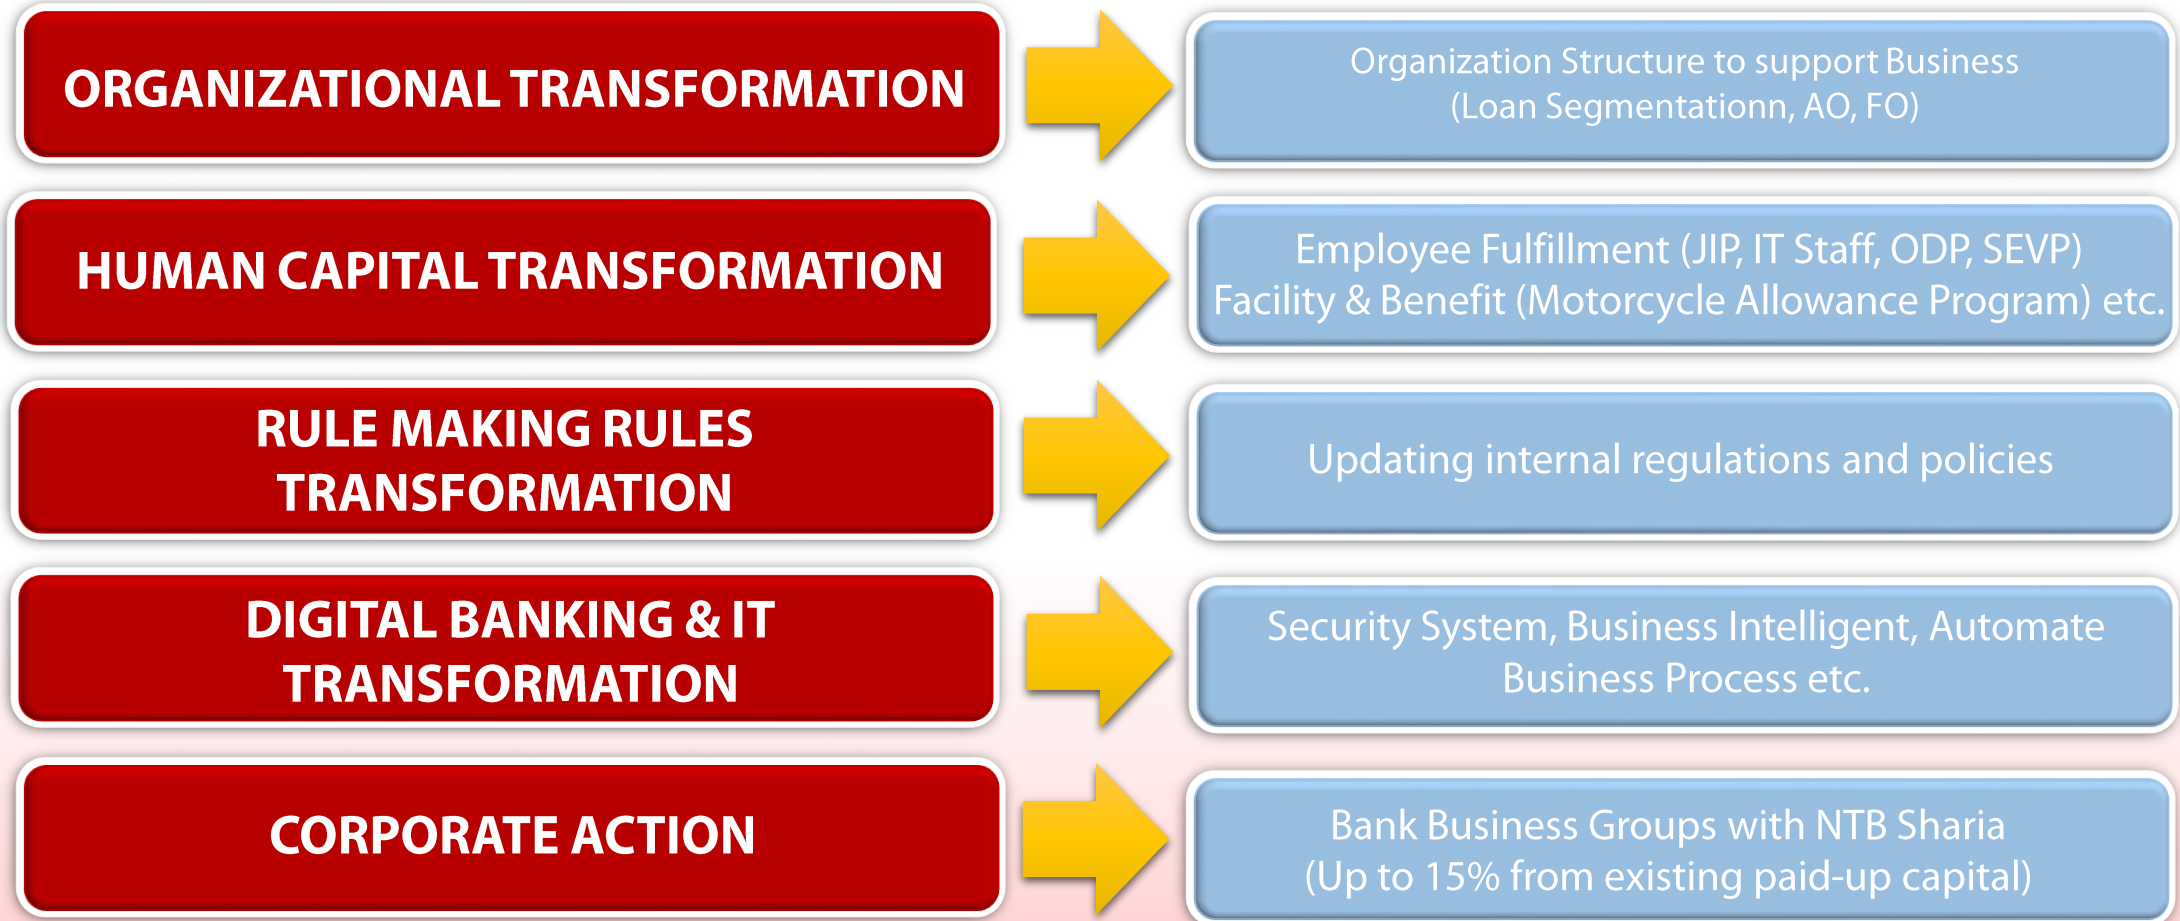 ORGANIZATIONAL TRANSFORMATION
Organization Structure to support Business
(Loan Segmentationn, AO, FO)
HUMAN CAPITAL TRANSFORMATION
Employee Fulfillment (JIP, IT Staff, ODP, SEVP)
Facility & Benefit (Motorcycle Allowance Program) etc.
RULE MAKING RULES
TRANSFORMATION
Updating internal regulations and policies
DIGITAL BANKING & IT
TRANSFORMATION
Security System, Business Intelligent, Automate
Business Process etc.
CORPORATE ACTION
Bank Business Groups with NTB Sharia
(Up to 15% from existing paid-up capital)